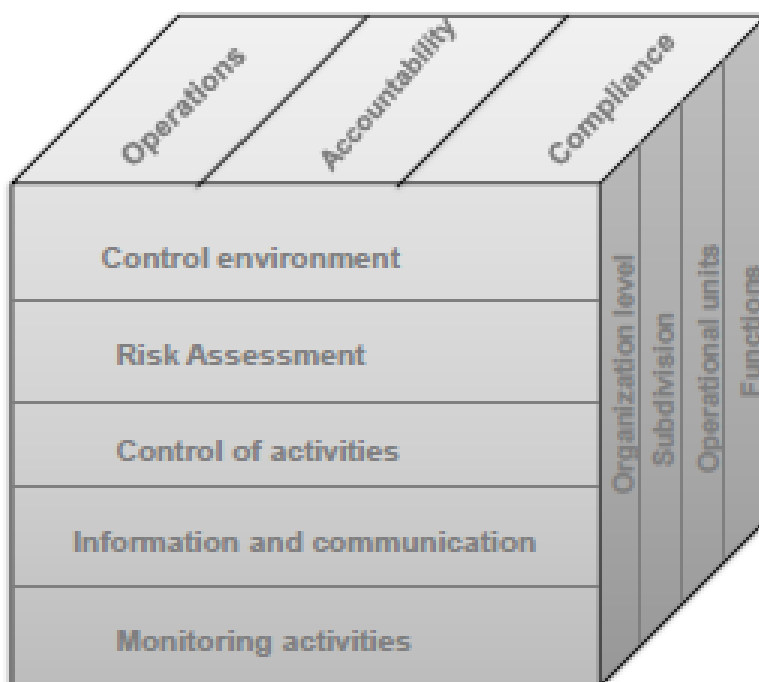 Operations
Accountability
Compliance
Control environment
Risk Assessment
Control of activities
Information and communication
Monitoring activities
Organization level
Subdivision
Operational units
Functions